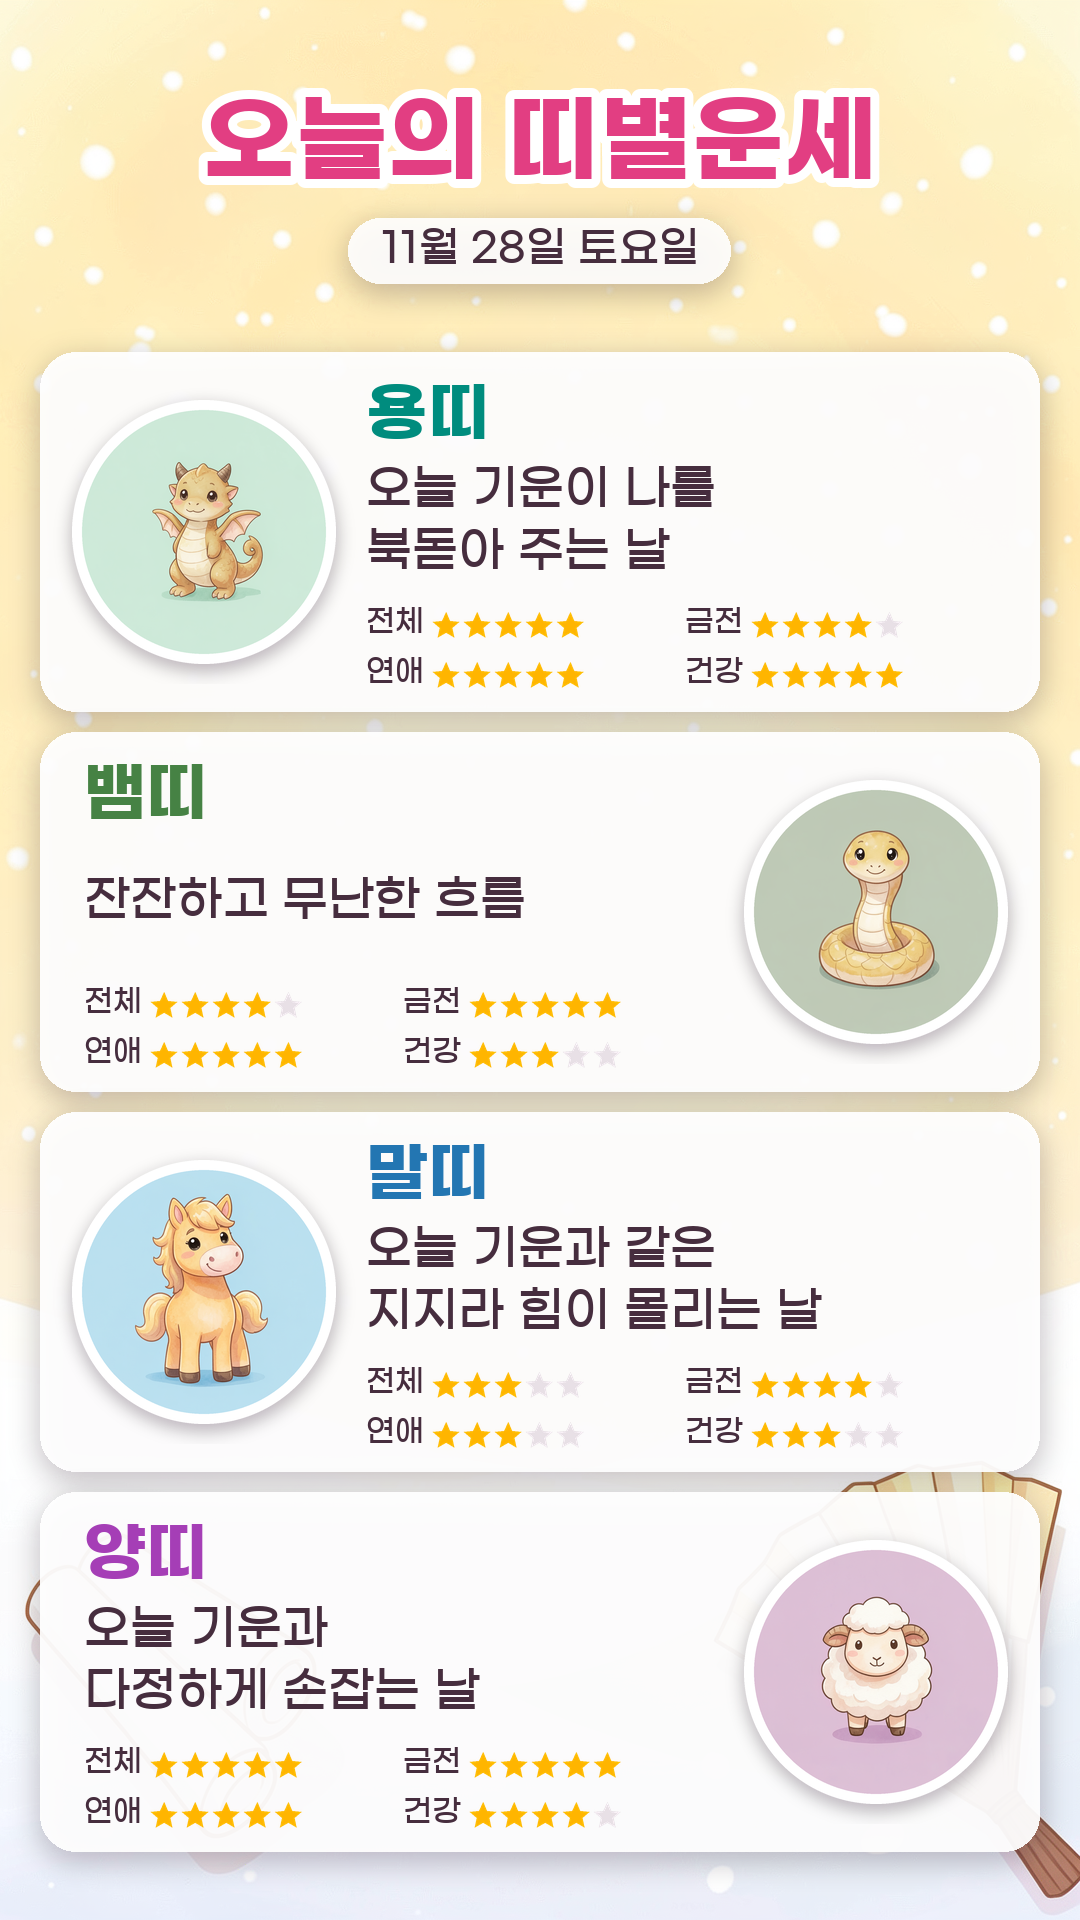 오늘의 띠별운세
11월 28일 토요일
용띠
오늘 기운이 나를
북돋아 주는 날
전체 ★★★★★ 금전 ★★★★★
연애 ★★★★★ 건강 ★★★★★
뱀띠
잔잔하고 무난한 흐름
전체 ★★★★★ 금전 ★★★★★
연애 ★★★★★ 건강 ★★★★★
말띠
오늘 기운과 같은
지지라 힘이 몰리는 날
전체 ★★★★★ 금전 ★★★★★
연애 ★★★★★ 건강 ★★★★★
양띠
오늘 기운과
다정하게 손잡는 날
전체 ★★★★★ 금전 ★★★★★
연애 ★★★★★ 건강 ★★★★★